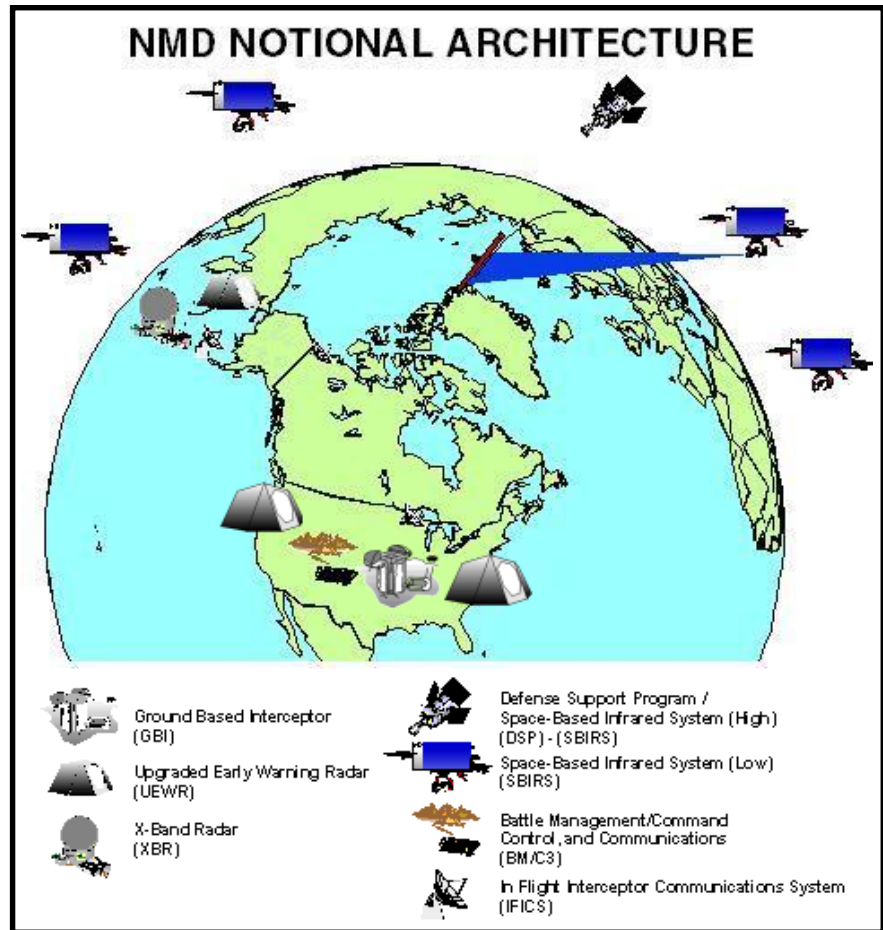 NMD NOTIONAL ARCHITECTURE
Ground Based Interceptor
(GBI)
Upgraded Early Warning Radar
(UEWR)
X-Band Radar
(XBR)
Defense Support Program /
Space-Based Infrared System (High)
(DSP) - (SBIRS)
Space-Based Infrared System (Low)
(SBIRS)
Battle Management/Command
Control, and Communications
(BM/C3)
In Flight Interceptor Communications System
(IFICS)